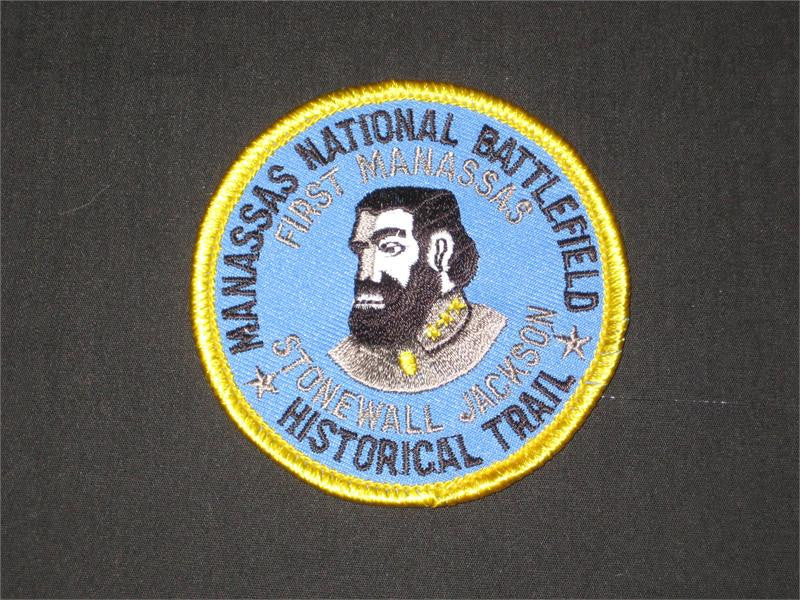 MANASSAS NATIONAL BATTLEFIELD
FIRST MANASSAS
STONEWALL JACKSON
HISTORICAL TRAIL